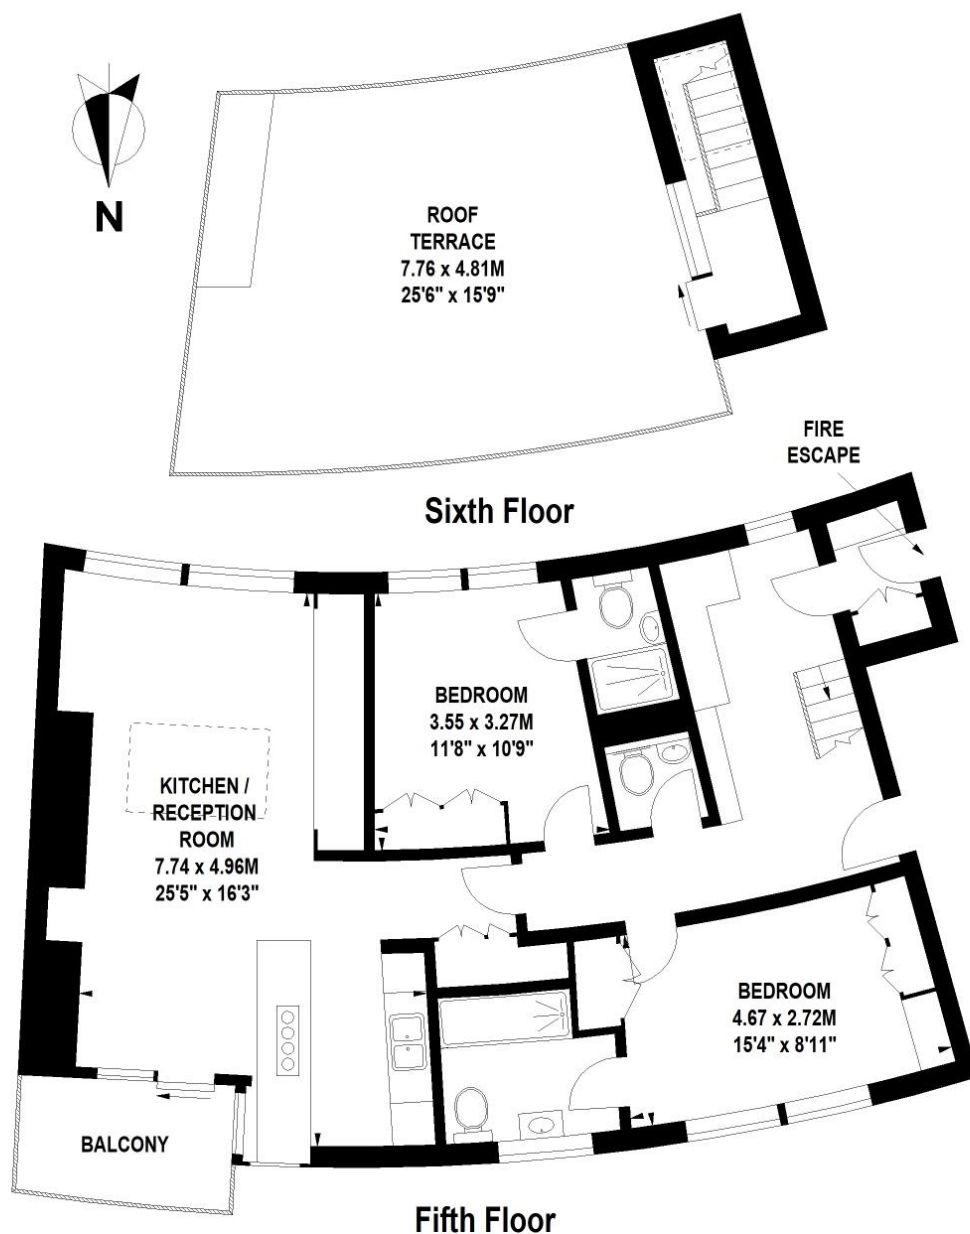 N
ROOF
TERRACE
7.76 x 4.81M
25'6" x 15'9"
FIRE
ESCAPE
Sixth Floor
BEDROOM
3.55 x 3.27M
11'8" x 10'9"
KITCHEN /
RECEPTION
ROOM
7.74 x 4.96M
25'5" x 16'3"
BEDROOM
4.67 x 2.72M
15'4" x 8'11"
BALCONY
Fifth Floor